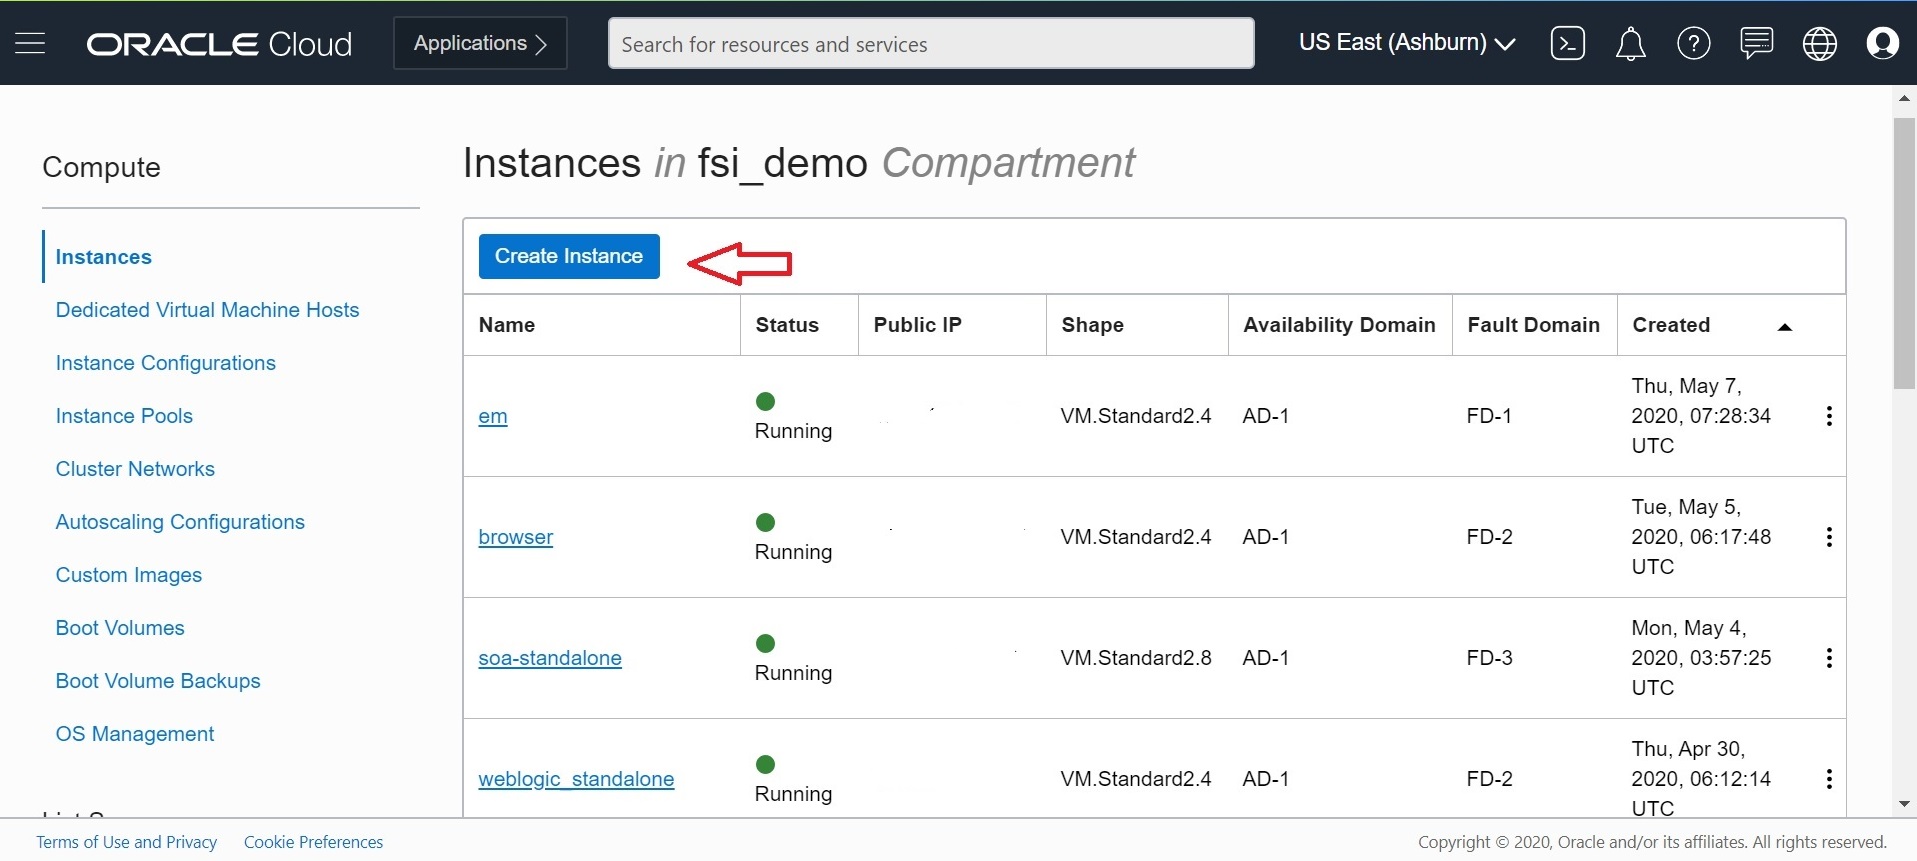 ORACLE Cloud
Applications
Search for resources and services
US East (Ashburn)
Compute
Instances
Dedicated Virtual Machine Hosts
Instance Configurations
Instance Pools
Cluster Networks
Autoscaling Configurations
Custom Images
Boot Volumes
Boot Volume Backups
OS Management
Instances in fsi_demo Compartment
Create Instance
Name Status Public IP Shape Availability Domain Fault Domain Created
em Running VM.Standard2.4 AD-1 FD-1 Thu, May 7,
2020, 07:28:34
UTC
browser Running VM.Standard2.4 AD-1 FD-2 Tue, May 5,
2020, 06:17:48
UTC
soa-standalone Running VM.Standard2.8 AD-1 FD-3 Mon, May 4,
2020, 03:57:25
UTC
weblogic_standalone Running VM.Standard2.4 AD-1 FD-2 Thu, Apr 30,
2020, 06:12:14
UTC
Terms of Use and Privacy Cookie Preferences
Copyright © 2020, Oracle and/or its affiliates. All rights reserved.